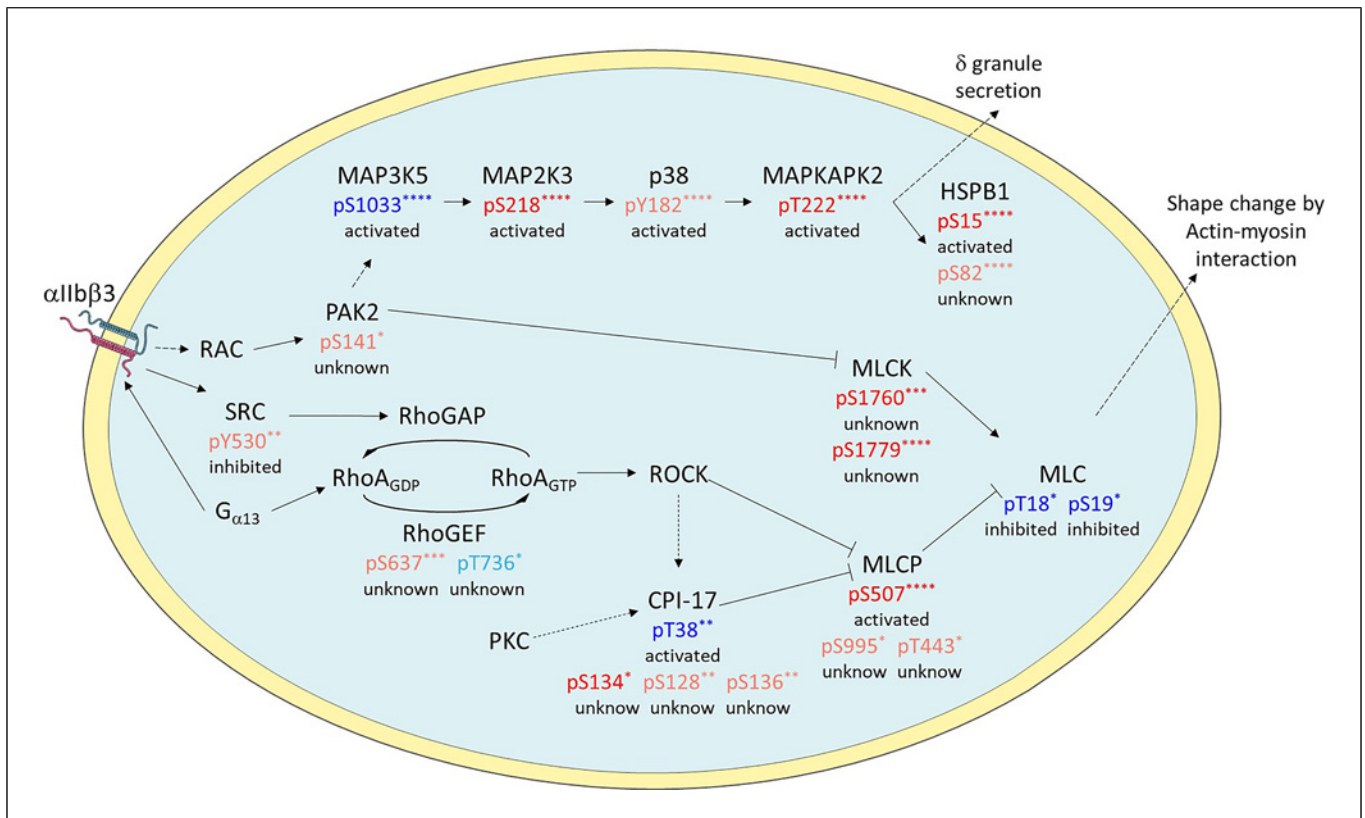 δ granule
secretion
MAP3K5
pS1033****
activated
MAP2K3
pS218****
activated
p38
pY182****
activated
MAPKAPK2
pT222****
activated
HSPB1
pS15****
activated
pS82****
unknown
Shape change by
Actin-myosin
interaction
αIIbβ3
RAC
PAK2
pS141*
unknown
MLCK
pS1760***
unknown
pS1779****
unknown
SRC
pY530**
inhibited
RhoGAP
RhoAGDP
RhoAGTP
ROCK
MLC
pT18* pS19*
inhibited inhibited
Gα13
RhoGEF
pS637*** pT736*
unknown unknown
MLCP
pS507****
activated
pS995* pT443*
unknow unknow
PKC
CPI-17
pT38**
activated
pS134* pS128** pS136**
unknow unknow unknow